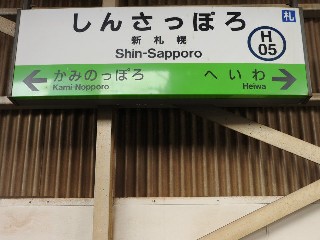 しんさっぽろ
札
新札幌
Shin-Sapporo
H
05
かみのっぽろ
Kami-Nopporo
へいわ
Heiwa